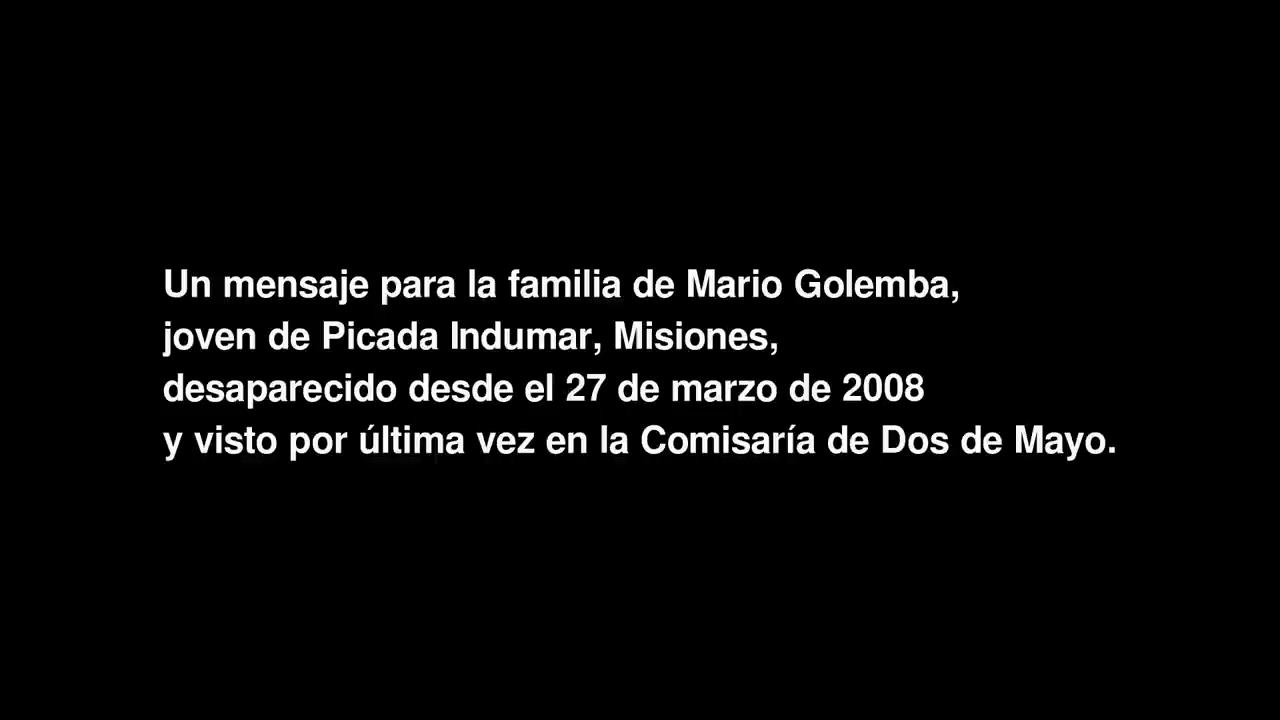 Un mensaje para la familia de Mario Golemba,
joven de Picada Indumar, Misiones,
desaparecido desde el 27 de marzo de 2008
y visto por última vez en la Comisaría de Dos de Mayo.